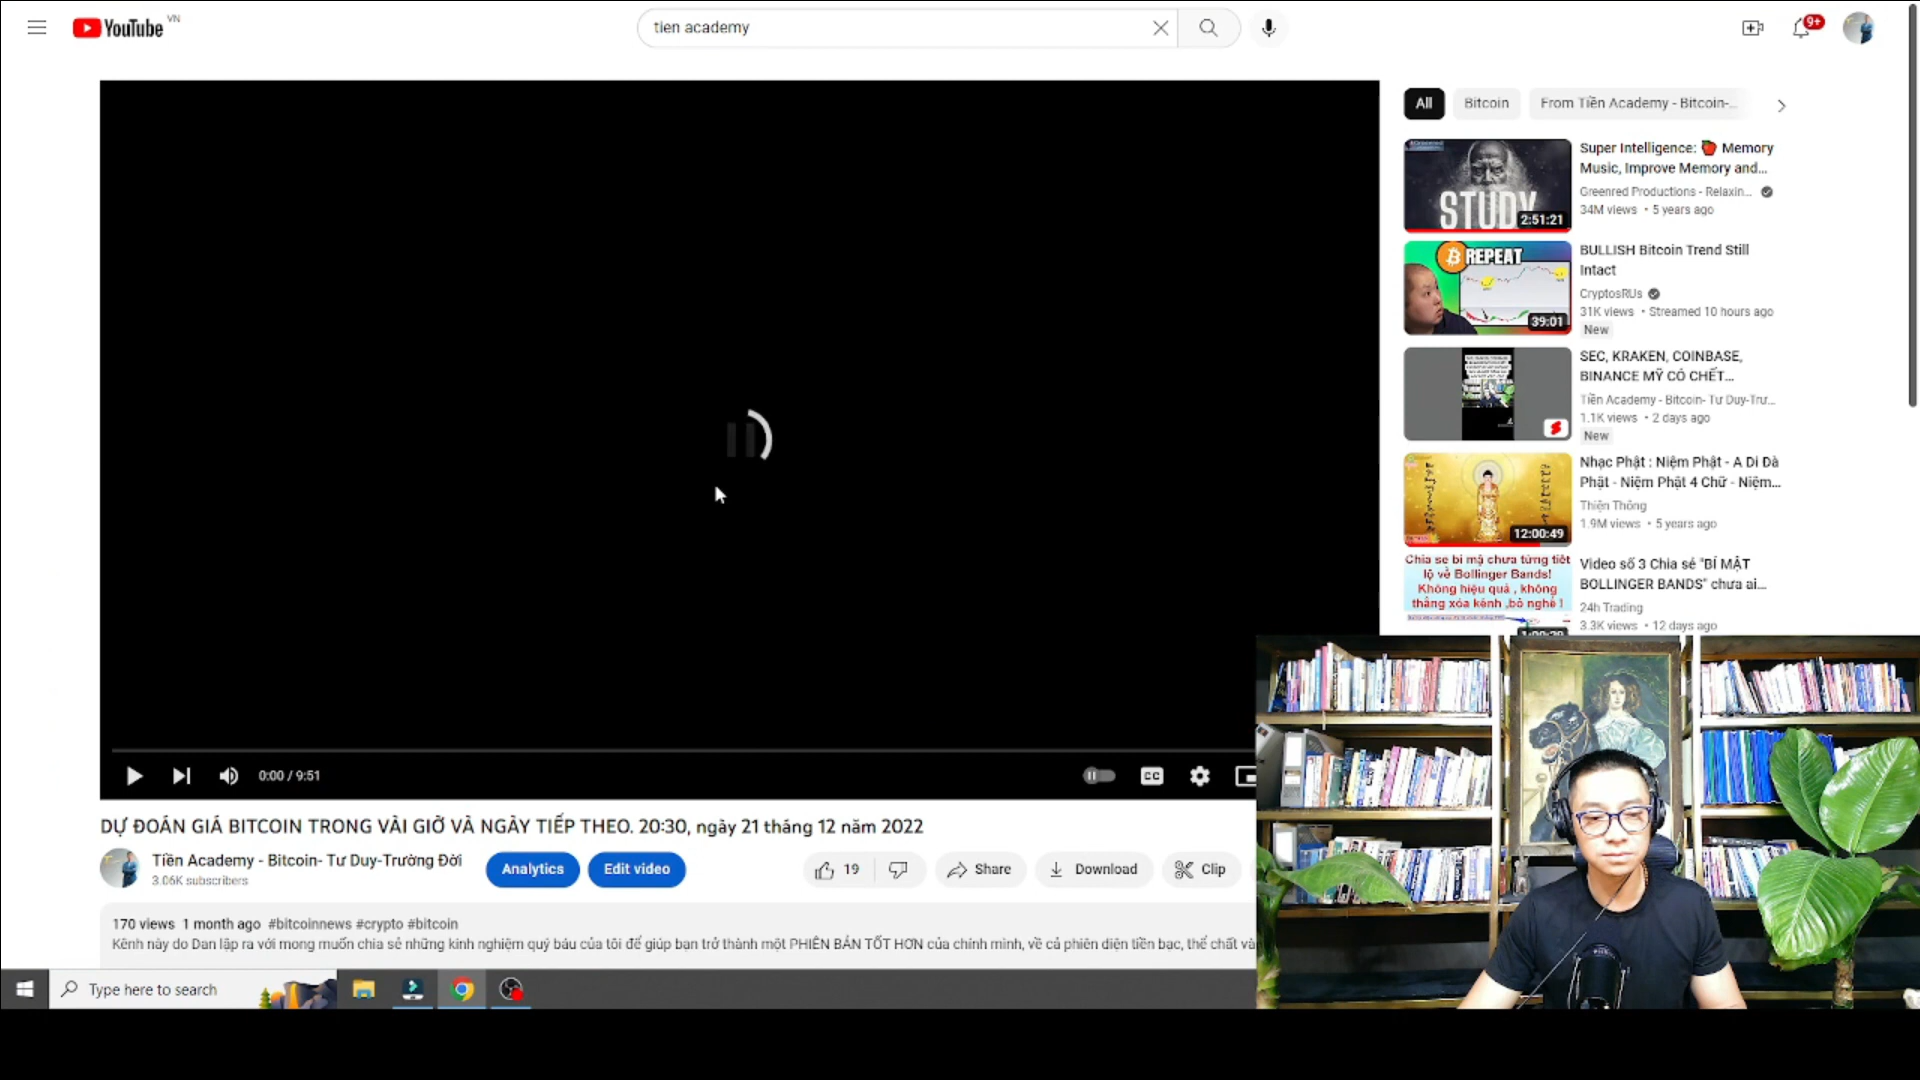 YouTube VN
tien academy
9+
All
Bitcoin
From Tiền Academy - Bitcoin-...
STUDY
2:51:21
Super Intelligence: 🍎 Memory
Music, Improve Memory and...
Greenred Productions - Relaxin...
34M views • 5 years ago
REPEAT
39:01
BULLISH Bitcoin Trend Still
Intact
CryptosRUs
31K views • Streamed 10 hours ago
New
SEC, KRAKEN, COINBASE,
BINANCE MỸ CÓ CHẾT...
Tiền Academy - Bitcoin- Tư Duy-Trư...
1.1K views • 2 days ago
New
12:00:49
Nhạc Phật : Niệm Phật - A Di Đà
Phật - Niệm Phật 4 Chữ - Niệm...
Thiện Thông
1.9M views • 5 years ago
Chia se bi mậ chưa từng tiêt
lộ về Bollinger Bands!
Không hiệu quả , không
thắng xóa kênh ,bỏ nghề !
Video số 3 Chia sẻ "BÍ MẬT
BOLLINGER BANDS" chưa ai...
24h Trading
3.3K views • 12 days ago
0:00 / 9:51
CC
DỰ ĐOÁN GIÁ BITCOIN TRONG VÀI GIỜ VÀ NGÀY TIẾP THEO. 20:30, ngày 21 tháng 12 năm 2022
Tiền Academy - Bitcoin- Tư Duy-Trường Đời
3.06K subscribers
Analytics
Edit video
19
Share
Download
Clip
170 views 1 month ago #bitcoinnews #crypto #bitcoin
Kênh này do Dan lập ra với mong muốn chia sẻ những kinh nghiệm quý báu của tôi để giúp bạn trở thành một PHIÊN BẢN TỐT HƠN của chính mình, về cả phiên diện tiền bạc, thể chất và
Type here to search